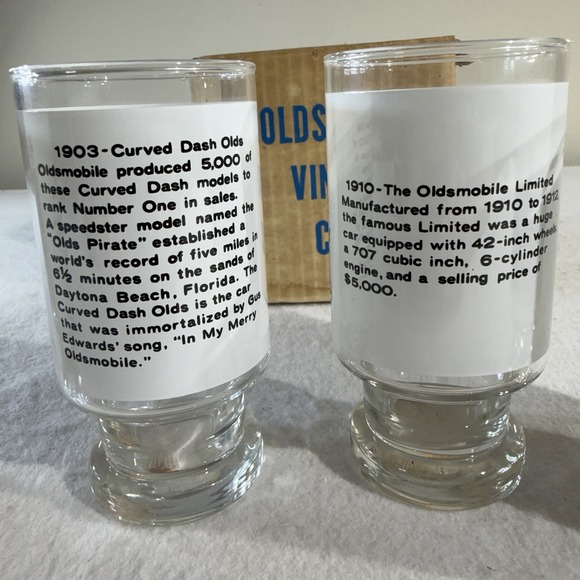 1903-Curved Dash Olds
Oldsmobile produced 5,000 of
these Curved Dash models to
rank Number One in sales.
A speedster model named the
"Olds Pirate" established a
world's record of five miles in
6½ minutes on the sands of
Daytona Beach, Florida. The
Curved Dash Olds is the car
that was immortalized by Gus
Edwards' song, "In My Merry
Oldsmobile."
OLDS
VIN
C
1910-The Oldsmobile Limited
Manufactured from 1910 to 1912,
the famous Limited was a huge
car equipped with 42-inch wheels,
a 707 cubic inch, 6-cylinder
engine, and a selling price of
$5,000.